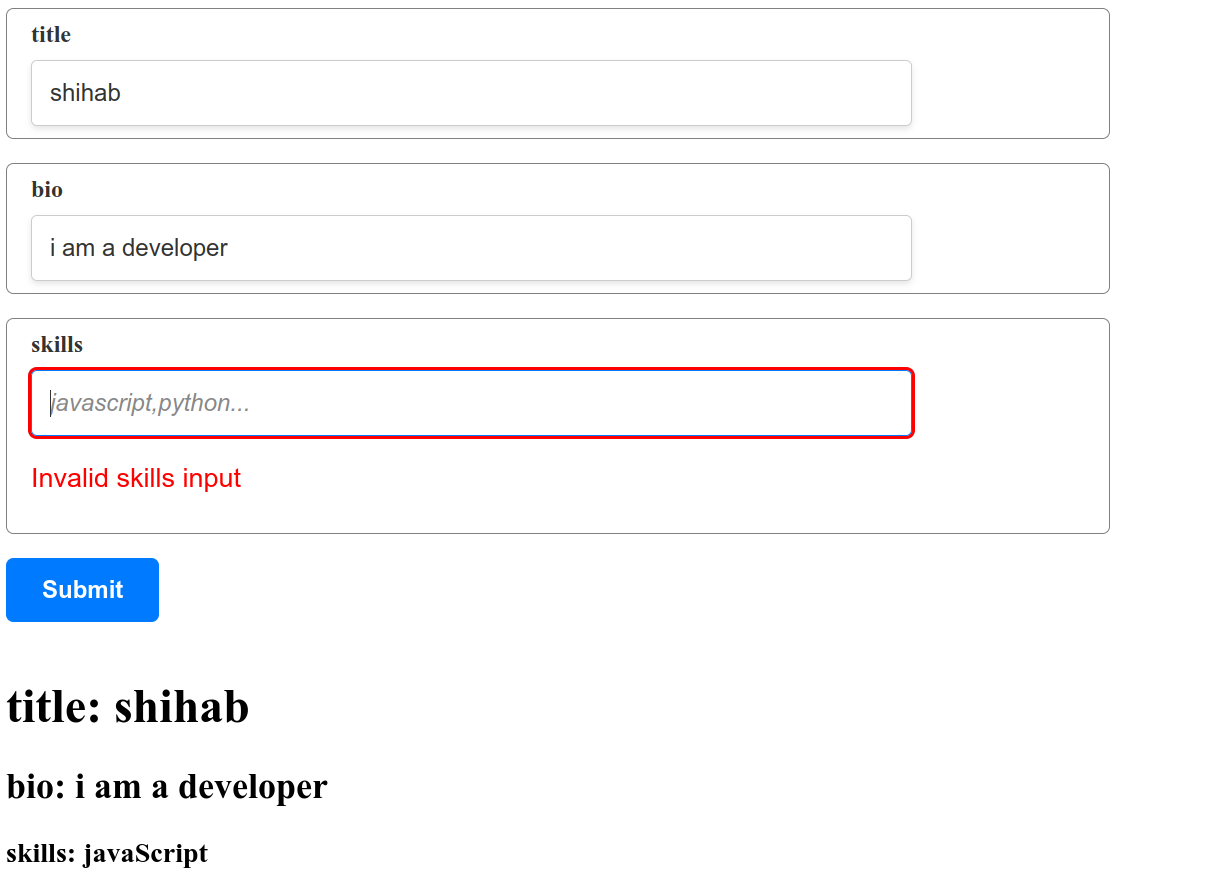 title
shihab
bio
i am a developer
skills
javascript,python...
Invalid skills input
Submit
title: shihab
bio: i am a developer
skills: javaScript